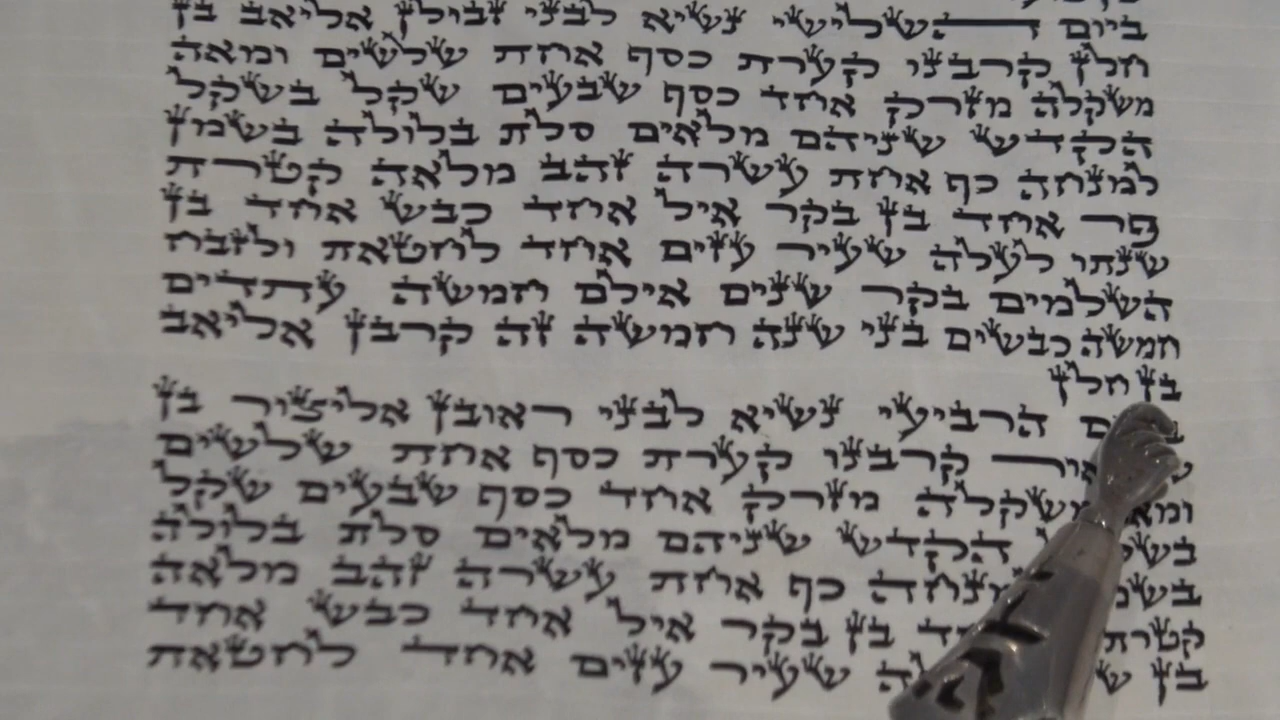 ביום השלישי נשיא לבני זבולן אליאב בן
חלן קרבנו קערת כסף אחת שלשים ומאה
משקלה מזרק אחד כסף שבעים שקל בשקל
הקדש שניהם מלאים סלת בלולה בשמן
למנחה כף אחת עשרה זהב מלאה קטרת
פר אחד בן בקר איל אחד כבש אחד בן
שנתו לעלה שעיר עזים אחד לחטאת ולזבח
השלמים בקר שנים אילם חמשה עתדים
חמשה כבשים בני שנה חמשה זה קרבן אליאב
בן חלן
הרביעי נשיא לבני ראובן אליצור בן
קרבנו קערת כסף אחת שלשים
משקלה מזרק אחד כסף שבעים שקל
הקדש שניהם מלאים סלת בלולה
כף אחת עשרה זהב מלאה
קטרת בן בקר איל אחד כבש אחד
בן שעיר עזים אחד לחטאת